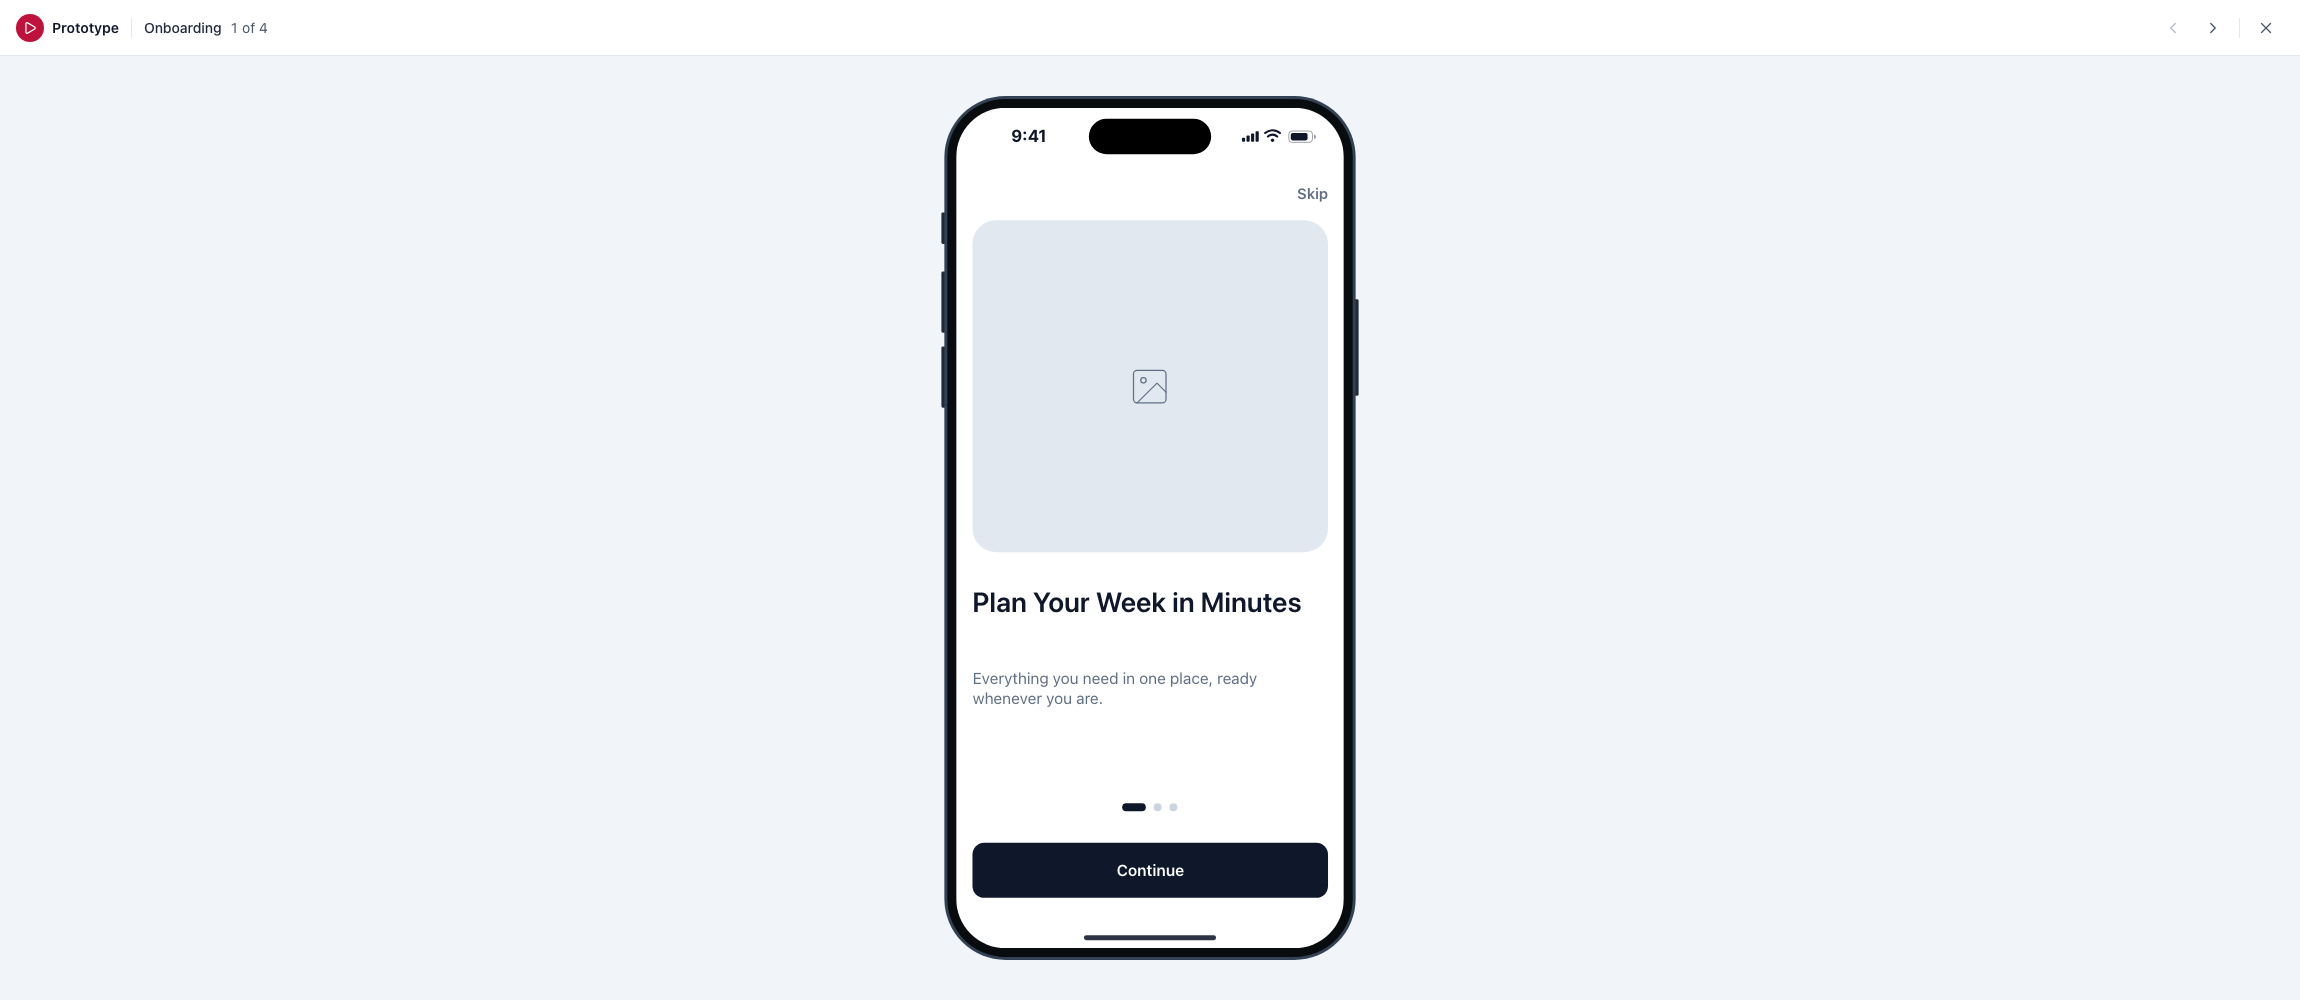 Prototype
Onboarding 1 of 4
9:41
Skip
Plan Your Week in Minutes
Everything you need in one place, ready
whenever you are.
Continue